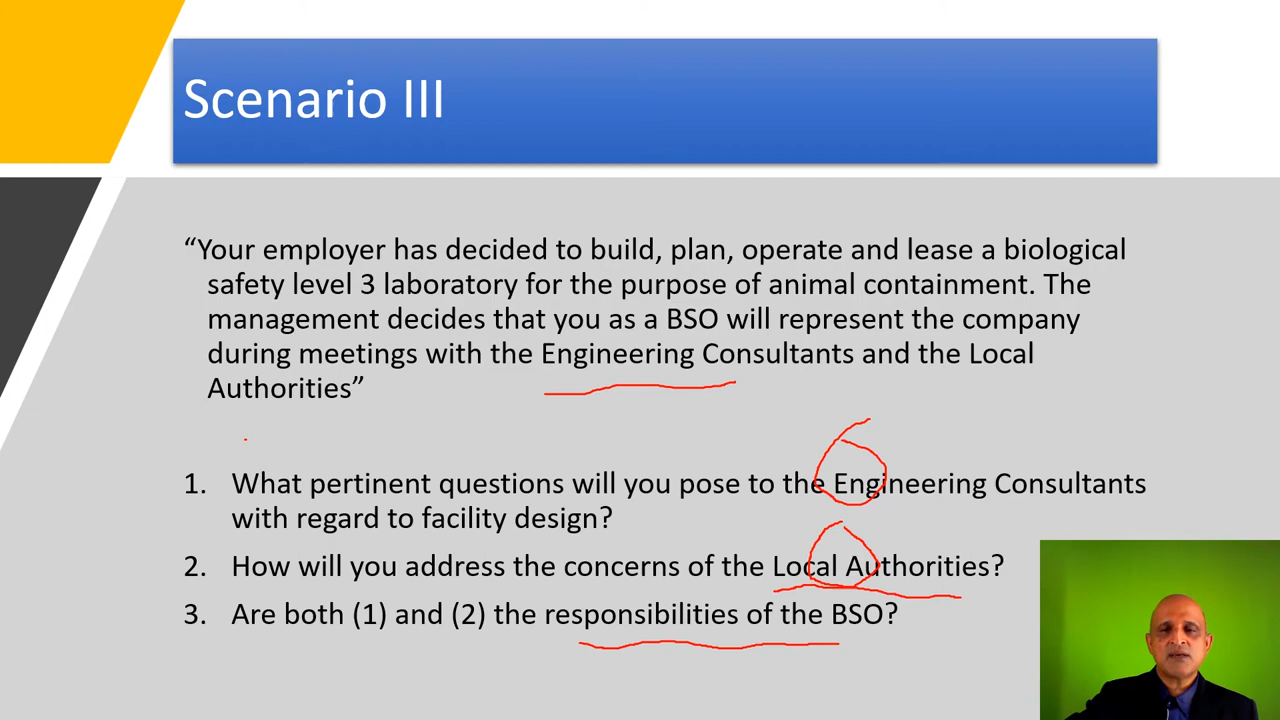 Scenario III
“Your employer has decided to build, plan, operate and lease a biological
safety level 3 laboratory for the purpose of animal containment. The
management decides that you as a BSO will represent the company
during meetings with the Engineering Consultants and the Local
Authorities”
1. What pertinent questions will you pose to the Engineering Consultants
with regard to facility design?
2. How will you address the concerns of the Local Authorities?
3. Are both (1) and (2) the responsibilities of the BSO?